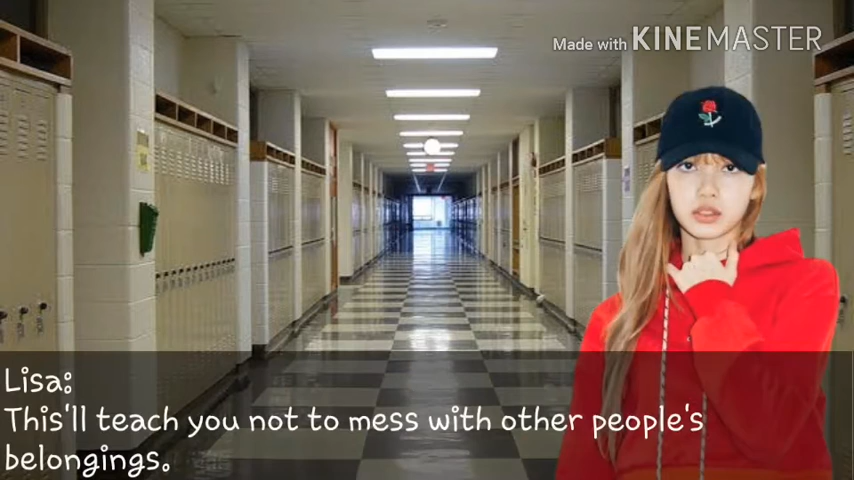 Made with KINEMASTER
Lisa:
This'll teach you not to mess with other people's
belongings.